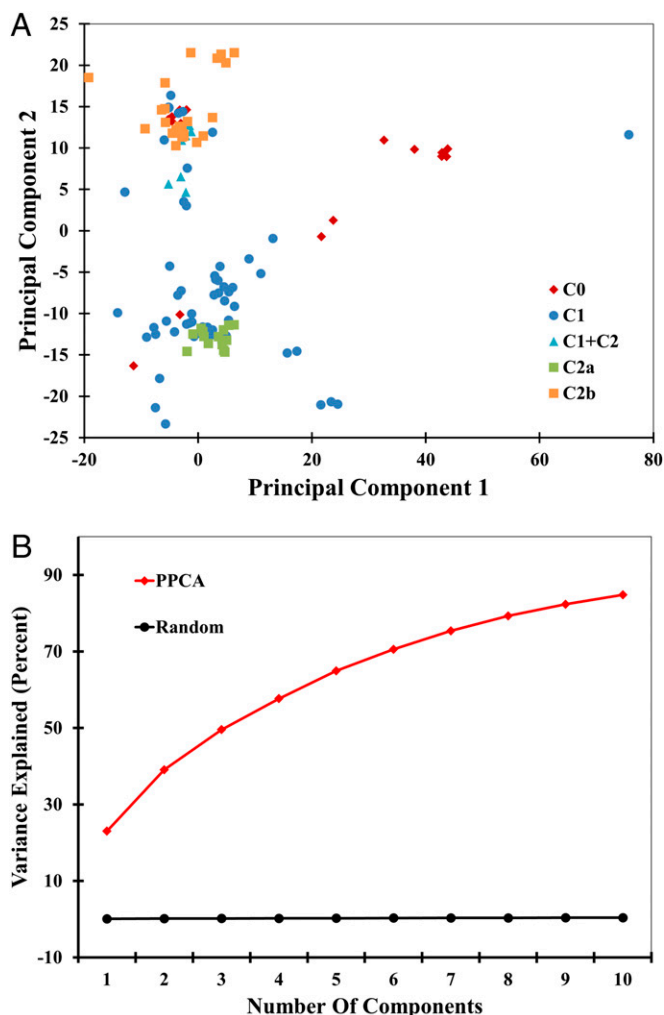 A
25
20
15
10
5
0
-5
-10
-15
-20
-25
-20
0
20
40
60
80
Principal Component 2
Principal Component 1
C0
C1
C1+C2
C2a
C2b
B
90
70
50
30
10
-10
1 2 3 4 5 6 7 8 9 10
Variance Explained (Percent)
Number Of Components
PPCA
Random